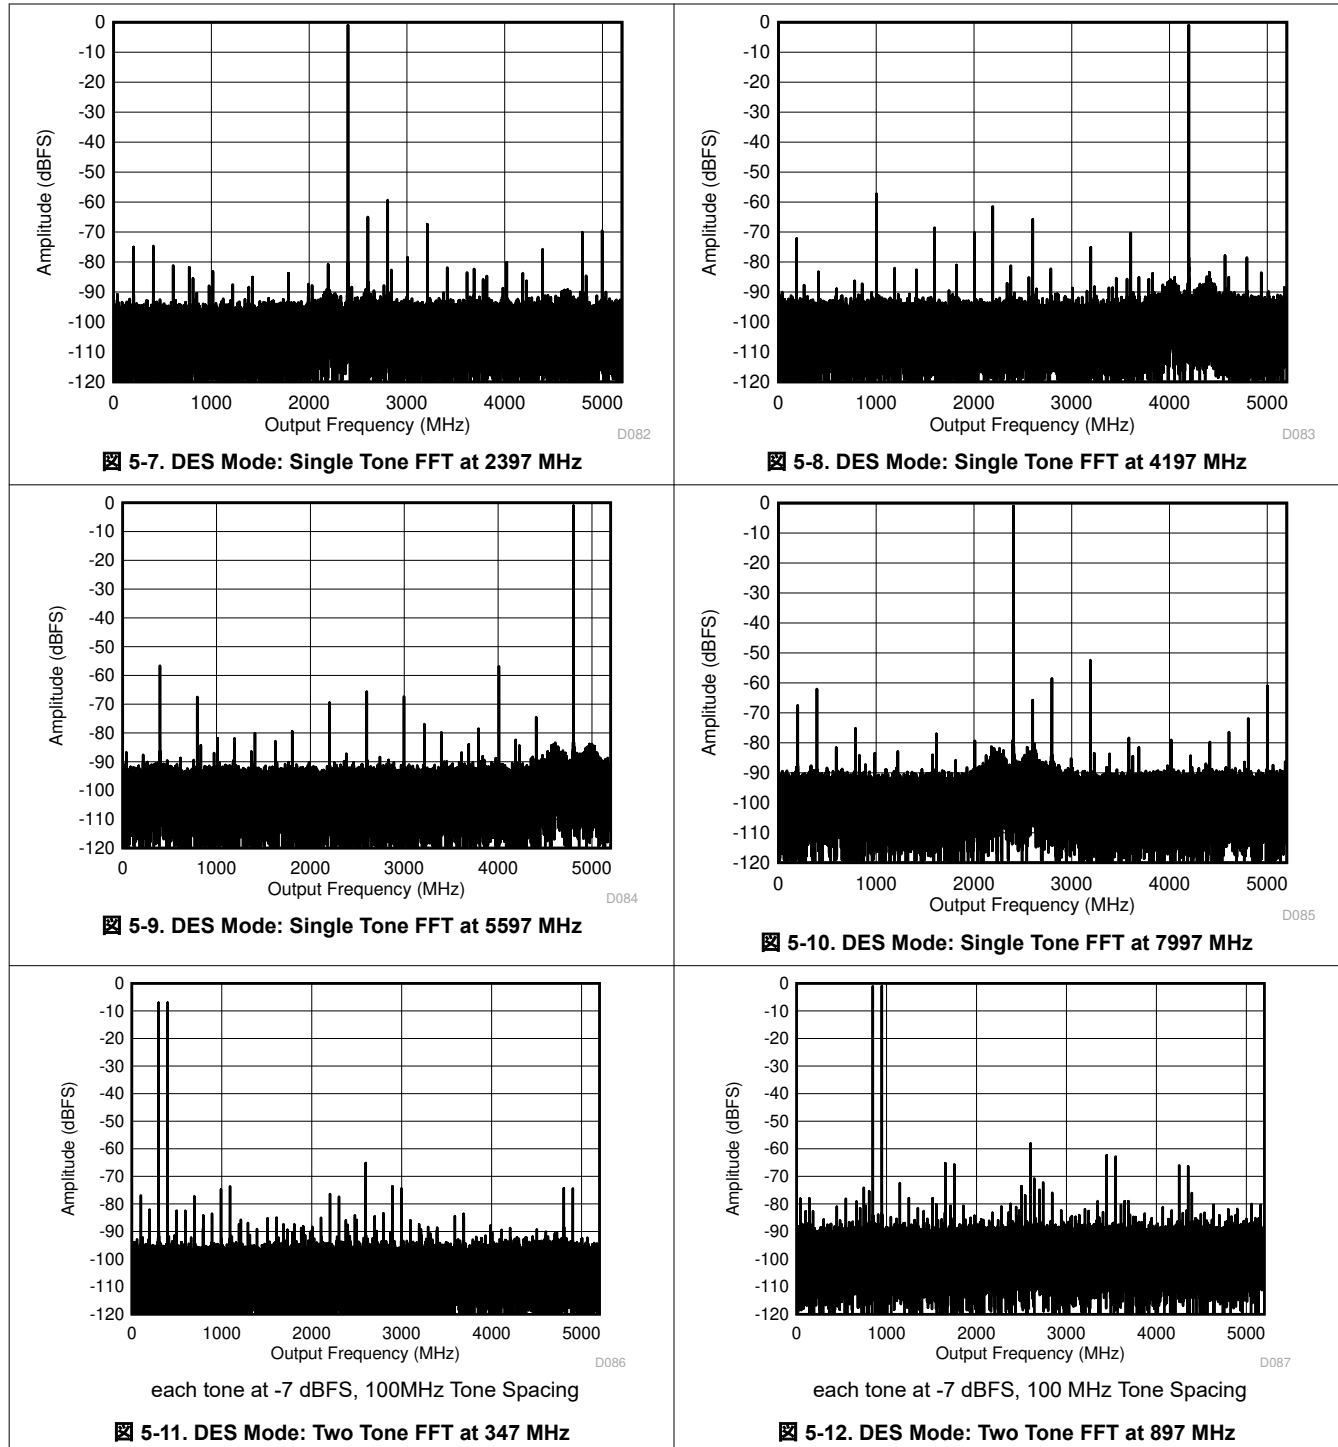 0
-10
-20
-30
-40
-50
-60
-70
-80
-90
-100
-110
-120
Amplitude (dBFS)
0 1000 2000 3000 4000 5000
Output Frequency (MHz)
D082
図 5-7. DES Mode: Single Tone FFT at 2397 MHz
0
-10
-20
-30
-40
-50
-60
-70
-80
-90
-100
-110
-120
Amplitude (dBFS)
0 1000 2000 3000 4000 5000
Output Frequency (MHz)
D083
図 5-8. DES Mode: Single Tone FFT at 4197 MHz
0
-10
-20
-30
-40
-50
-60
-70
-80
-90
-100
-110
-120
Amplitude (dBFS)
0 1000 2000 3000 4000 5000
Output Frequency (MHz)
D084
図 5-9. DES Mode: Single Tone FFT at 5597 MHz
0
-10
-20
-30
-40
-50
-60
-70
-80
-90
-100
-110
-120
Amplitude (dBFS)
0 1000 2000 3000 4000 5000
Output Frequency (MHz)
D085
図 5-10. DES Mode: Single Tone FFT at 7997 MHz
0
-10
-20
-30
-40
-50
-60
-70
-80
-90
-100
-110
-120
Amplitude (dBFS)
0 1000 2000 3000 4000 5000
Output Frequency (MHz)
D086
each tone at -7 dBFS, 100MHz Tone Spacing
図 5-11. DES Mode: Two Tone FFT at 347 MHz
0
-10
-20
-30
-40
-50
-60
-70
-80
-90
-100
-110
-120
Amplitude (dBFS)
0 1000 2000 3000 4000 5000
Output Frequency (MHz)
D087
each tone at -7 dBFS, 100 MHz Tone Spacing
図 5-12. DES Mode: Two Tone FFT at 897 MHz